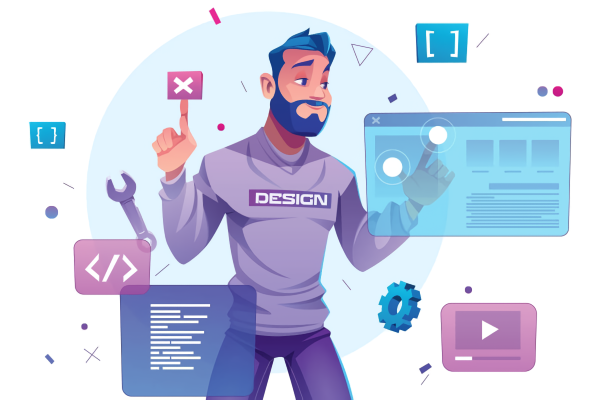 [ ]
{ }
DESIGN
</>